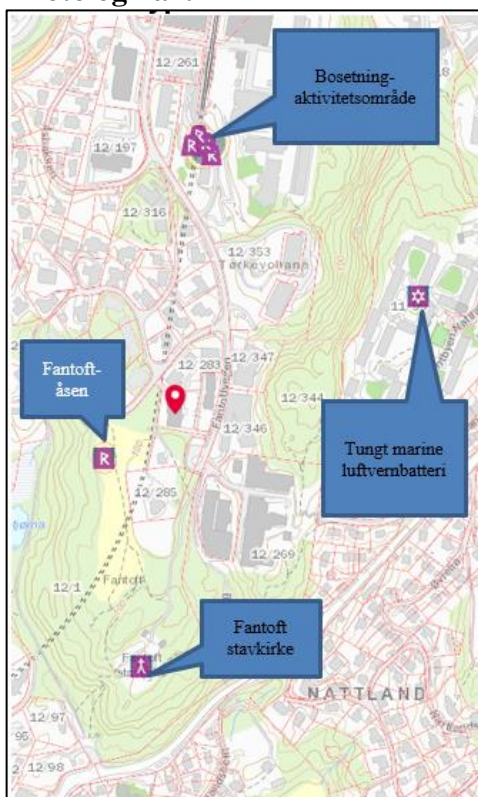 Bosetning-
aktivitetsområde
12/261
12/197
12/316
12/353
Tørkevolhann
11
12/283
12/347
12/344
Fantoft-
åsen
Fantoftvegen
12/346
Tungt marine
luftvernbatteri
12/285
12/269
12/1
Fantoft
Fantoft
stavkirke
NATTLAND
12/97
95
12/98